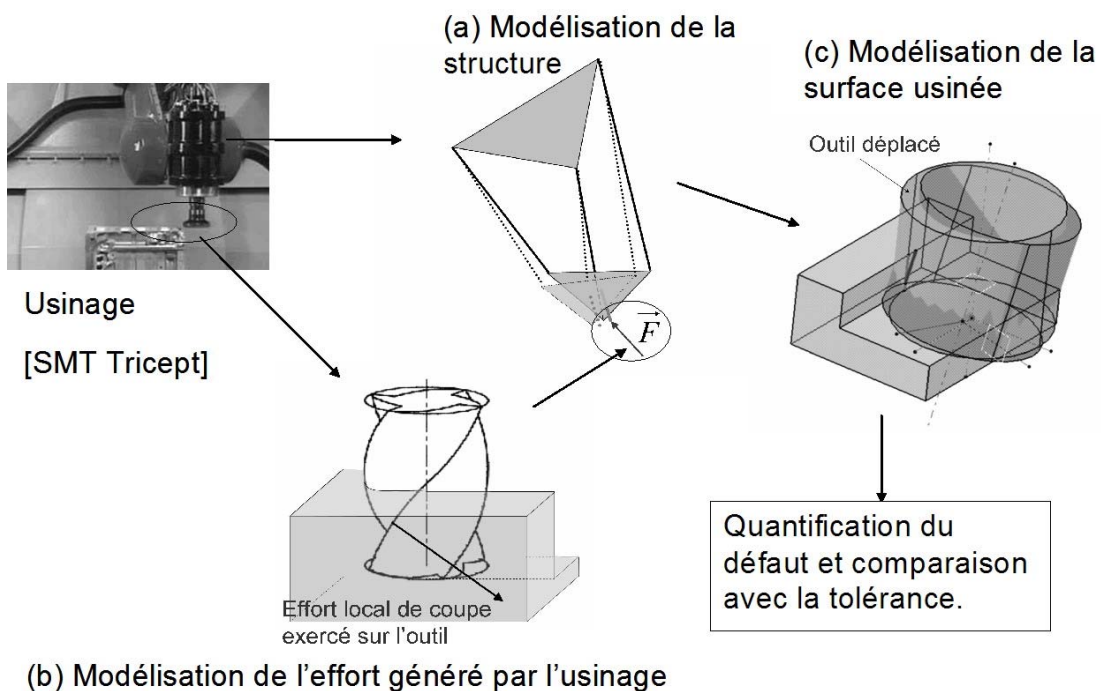 (a) Modélisation de la
structure
(c) Modélisation de la
surface usinée
Outil déplacé
Usinage
[SMT Tricept]
F
Effort local de coupe
exercé sur l'outil
Quantification du
défaut et comparaison
avec la tolérance.
(b) Modélisation de l'effort généré par l'usinage